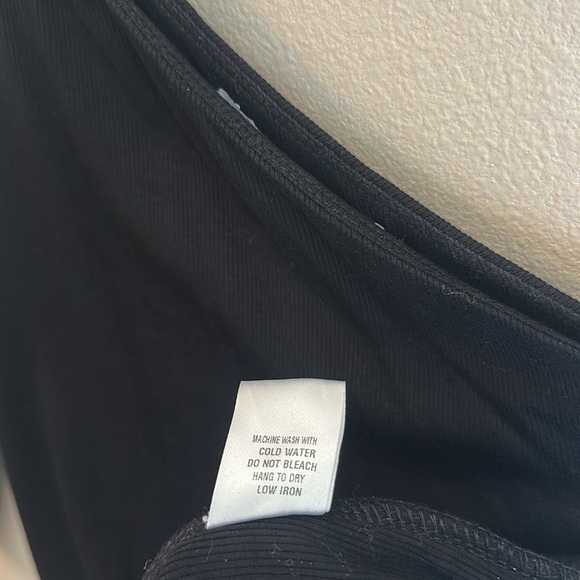 MACHINE WASH WITH
COLD WATER
DO NOT BLEACH
HANG TO DRY
LOW IRON